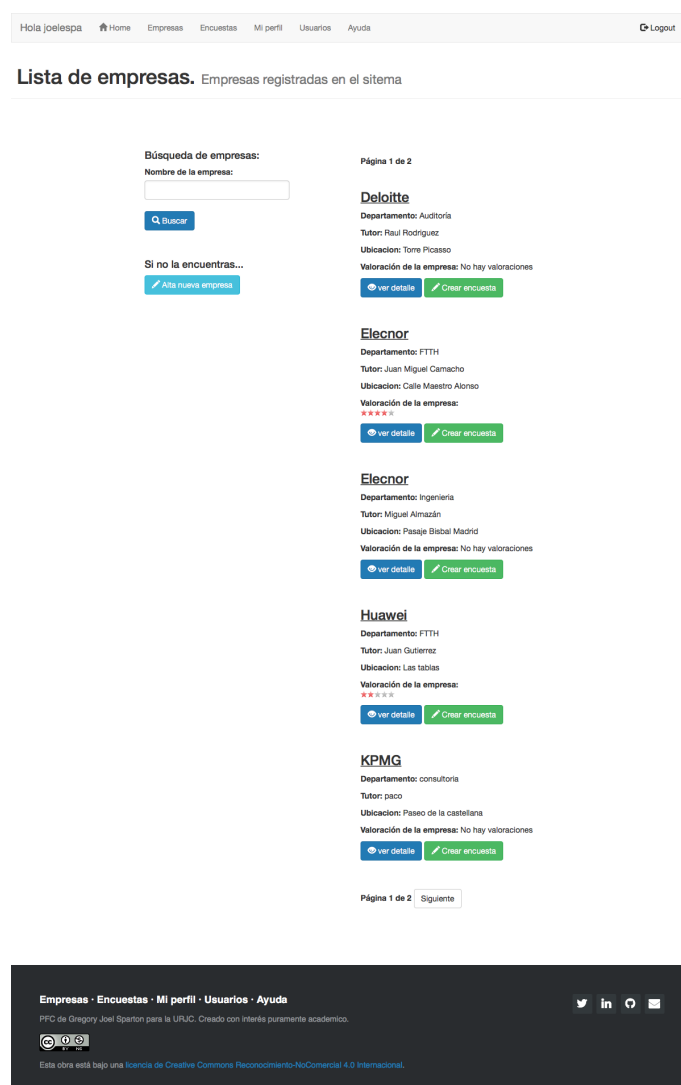 Hola joelespa Home Empresas Encuestas Mi perfil Usuarios Ayuda Logout
Lista de empresas. Empresas registradas en el sitema
Búsqueda de empresas:
Nombre de la empresa:
Buscar
Si no la encuentras...
Alta nueva empresa
Página 1 de 2
Deloitte
Departamento: Auditoría
Tutor: Raul Rodriguez
Ubicacion: Torre Picasso
Valoración de la empresa: No hay valoraciones
ver detalle Crear encuesta
Elecnor
Departamento: FTTH
Tutor: Juan Miguel Camacho
Ubicacion: Calle Maestro Alonso
Valoración de la empresa:
ver detalle Crear encuesta
Elecnor
Departamento: Ingenieria
Tutor: Miguel Almazán
Ubicacion: Pasaje Bisbal Madrid
Valoración de la empresa: No hay valoraciones
ver detalle Crear encuesta
Huawei
Departamento: FTTH
Tutor: Juan Gutierrez
Ubicacion: Las tablas
Valoración de la empresa:
ver detalle Crear encuesta
KPMG
Departamento: consultoria
Tutor: paco
Ubicacion: Paseo de la castellana
Valoración de la empresa: No hay valoraciones
ver detalle Crear encuesta
Página 1 de 2 Siguiente
Empresas · Encuestas · Mi perfil · Usuarios · Ayuda
PFC de Gregory Joel Sparton para la URJC. Creado con interés puramente academico.
cc BY NC
Esta obra está bajo una licencia de Creative Commons Reconocimiento-NoComercial 4.0 Internacional.